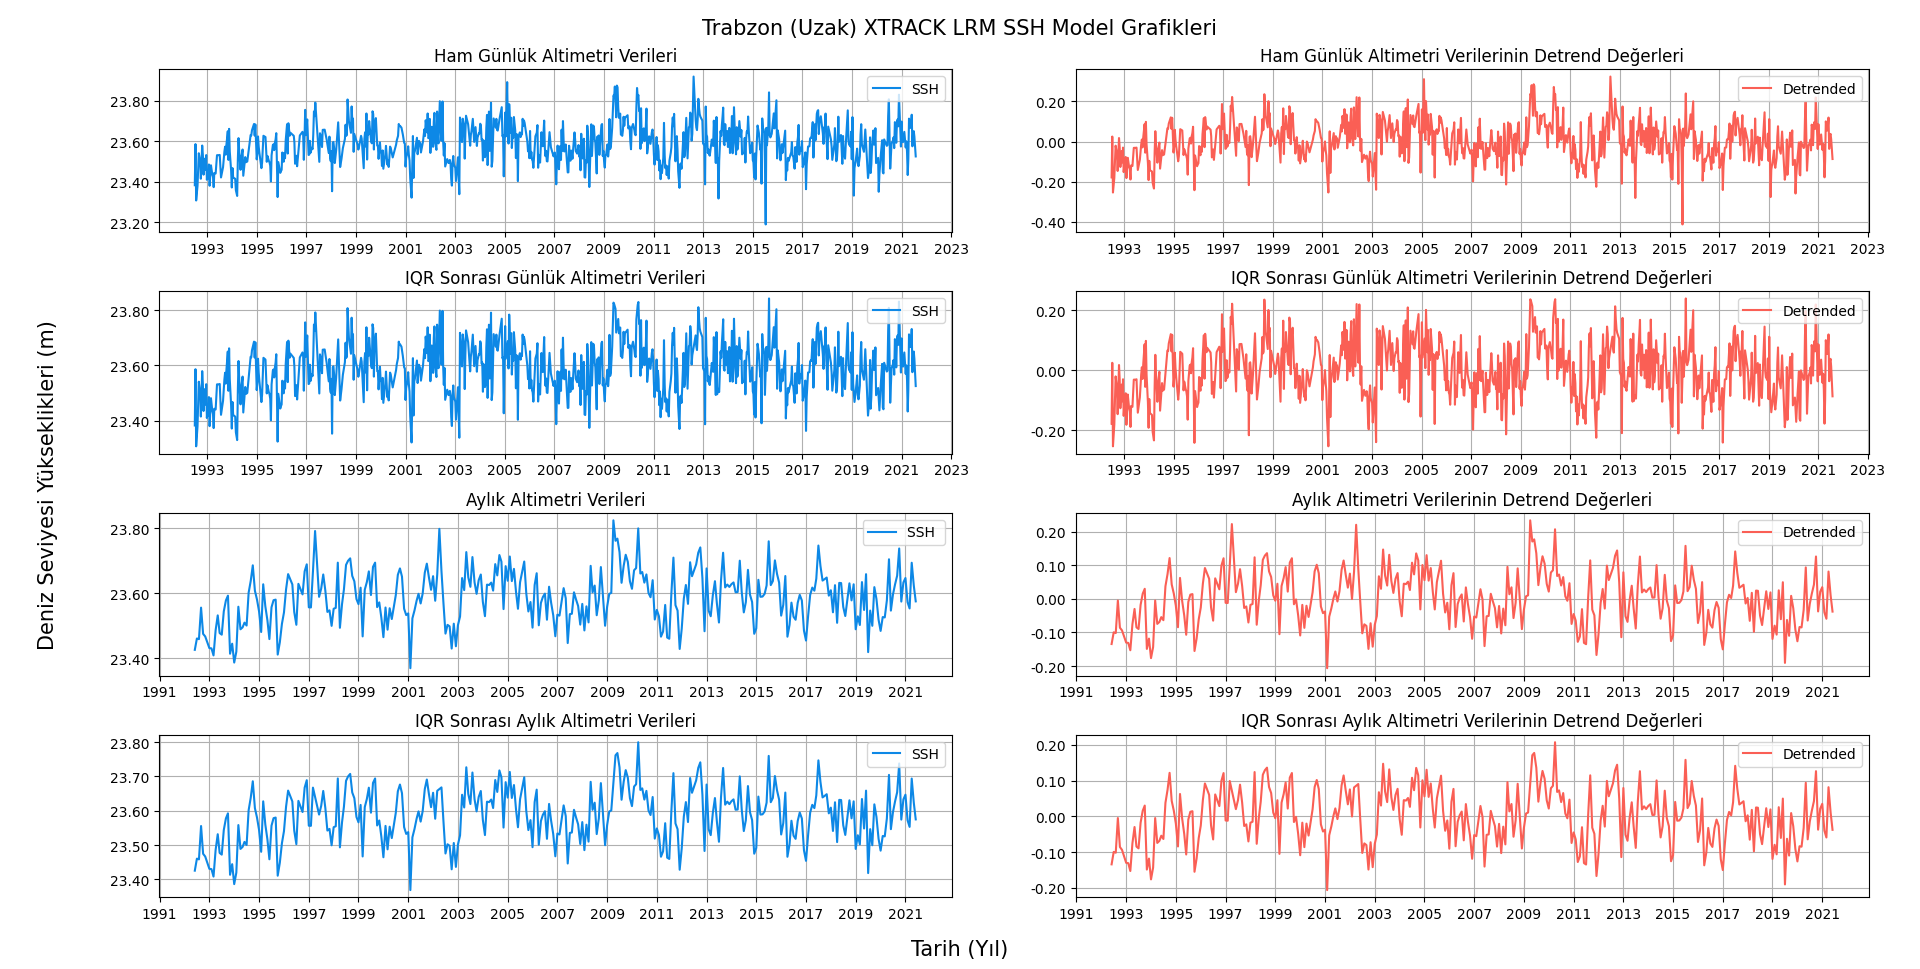 Trabzon (Uzak) XTRACK LRM SSH Model Grafikleri
Deniz Seviyesi Yükseklikleri (m)
Ham Günlük Altimetri Verileri
SSH
23.80
23.60
23.40
23.20
1993 1995 1997 1999 2001 2003 2005 2007 2009 2011 2013 2015 2017 2019 2021 2023
Ham Günlük Altimetri Verilerinin Detrend Değerleri
Detrended
0.20
0.00
-0.20
-0.40
1993 1995 1997 1999 2001 2003 2005 2007 2009 2011 2013 2015 2017 2019 2021 2023
IQR Sonrası Günlük Altimetri Verileri
SSH
23.80
23.60
23.40
1993 1995 1997 1999 2001 2003 2005 2007 2009 2011 2013 2015 2017 2019 2021 2023
IQR Sonrası Günlük Altimetri Verilerinin Detrend Değerleri
Detrended
0.20
0.00
-0.20
1993 1995 1997 1999 2001 2003 2005 2007 2009 2011 2013 2015 2017 2019 2021 2023
Aylık Altimetri Verileri
SSH
23.80
23.60
23.40
1991 1993 1995 1997 1999 2001 2003 2005 2007 2009 2011 2013 2015 2017 2019 2021
Aylık Altimetri Verilerinin Detrend Değerleri
Detrended
0.20
0.10
0.00
-0.10
-0.20
1991 1993 1995 1997 1999 2001 2003 2005 2007 2009 2011 2013 2015 2017 2019 2021
IQR Sonrası Aylık Altimetri Verileri
SSH
23.80
23.70
23.60
23.50
23.40
1991 1993 1995 1997 1999 2001 2003 2005 2007 2009 2011 2013 2015 2017 2019 2021
IQR Sonrası Aylık Altimetri Verilerinin Detrend Değerleri
Detrended
0.20
0.10
0.00
-0.10
-0.20
1991 1993 1995 1997 1999 2001 2003 2005 2007 2009 2011 2013 2015 2017 2019 2021
Tarih (Yıl)